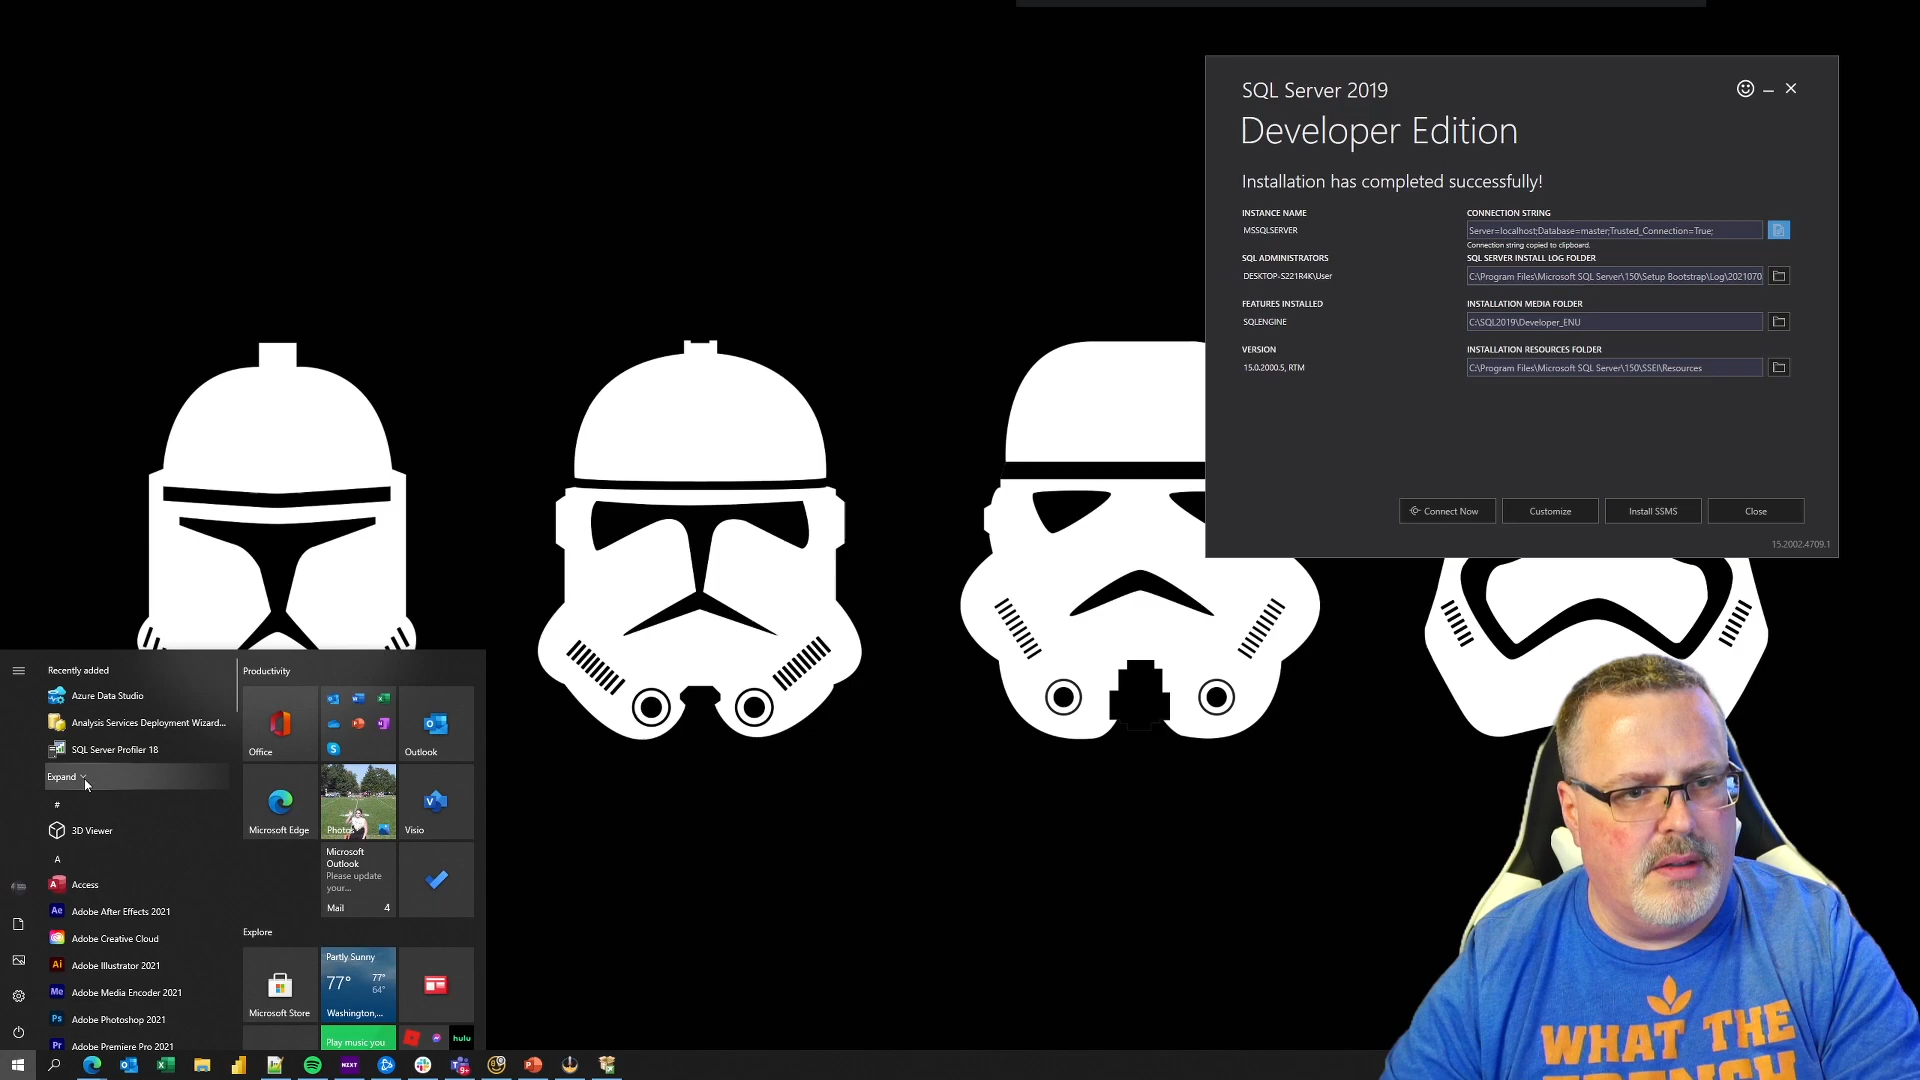 SQL Server 2019
Developer Edition
Installation has completed successfully!
INSTANCE NAME
MSSQLSERVER
SQL ADMINISTRATORS
DESKTOP-S221R4K\User
FEATURES INSTALLED
SQLENGINE
VERSION
15.0.2000.5, RTM
CONNECTION STRING
Server=localhost;Database=master;Trusted_Connection=True;
Connection string copied to clipboard.
SQL SERVER INSTALL LOG FOLDER
C:\Program Files\Microsoft SQL Server\150\Setup Bootstrap\Log\2021070
INSTALLATION MEDIA FOLDER
C:\SQL2019\Developer_ENU
INSTALLATION RESOURCES FOLDER
C:\Program Files\Microsoft SQL Server\150\SSEI\Resources
Connect Now
Customize
Install SSMS
Close
15.2002.4709.1
Recently added
Azure Data Studio
Analysis Services Deployment Wizard...
SQL Server Profiler 18
Expand
#
3D Viewer
A
Access
Adobe After Effects 2021
Adobe Creative Cloud
Adobe Illustrator 2021
Adobe Media Encoder 2021
Adobe Photoshop 2021
Adobe Premiere Pro 2021
Productivity
Office
Outlook
Microsoft Edge
Photos
Visio
Microsoft
Outlook
Please update
your...
Mail 4
Explore
Microsoft Store
Partly Sunny
77° 77°
64°
Washington,...
Play music you
hulu
NZXT
9+
WHAT THE
FRENCH